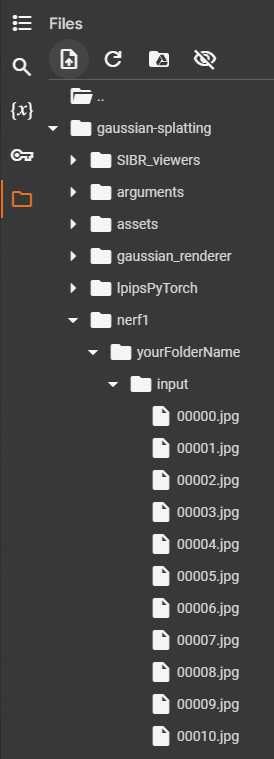 Files
..
gaussian-splatting
SIBR_viewers
arguments
assets
gaussian_renderer
lpipsPyTorch
nerf1
yourFolderName
input
00000.jpg
00001.jpg
00002.jpg
00003.jpg
00004.jpg
00005.jpg
00006.jpg
00007.jpg
00008.jpg
00009.jpg
00010.jpg
{x}